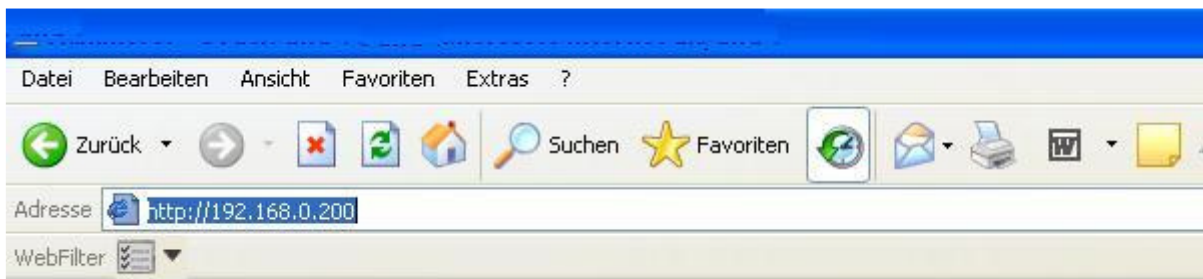 Datei Bearbeiten Ansicht Favoriten Extras ?
Zurück Suchen Favoriten W
Adresse http://192.168.0.200
WebFilter